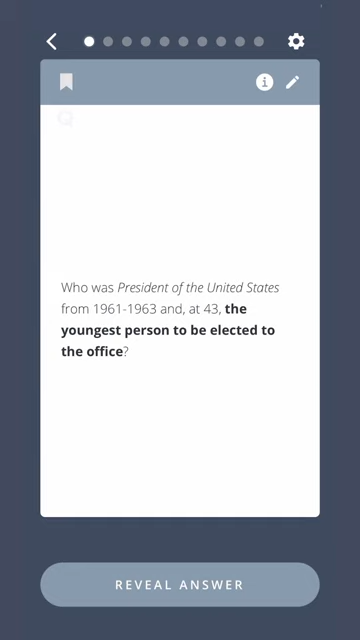 Who was President of the United States
from 1961-1963 and, at 43, the
youngest person to be elected to
the office?
REVEAL ANSWER